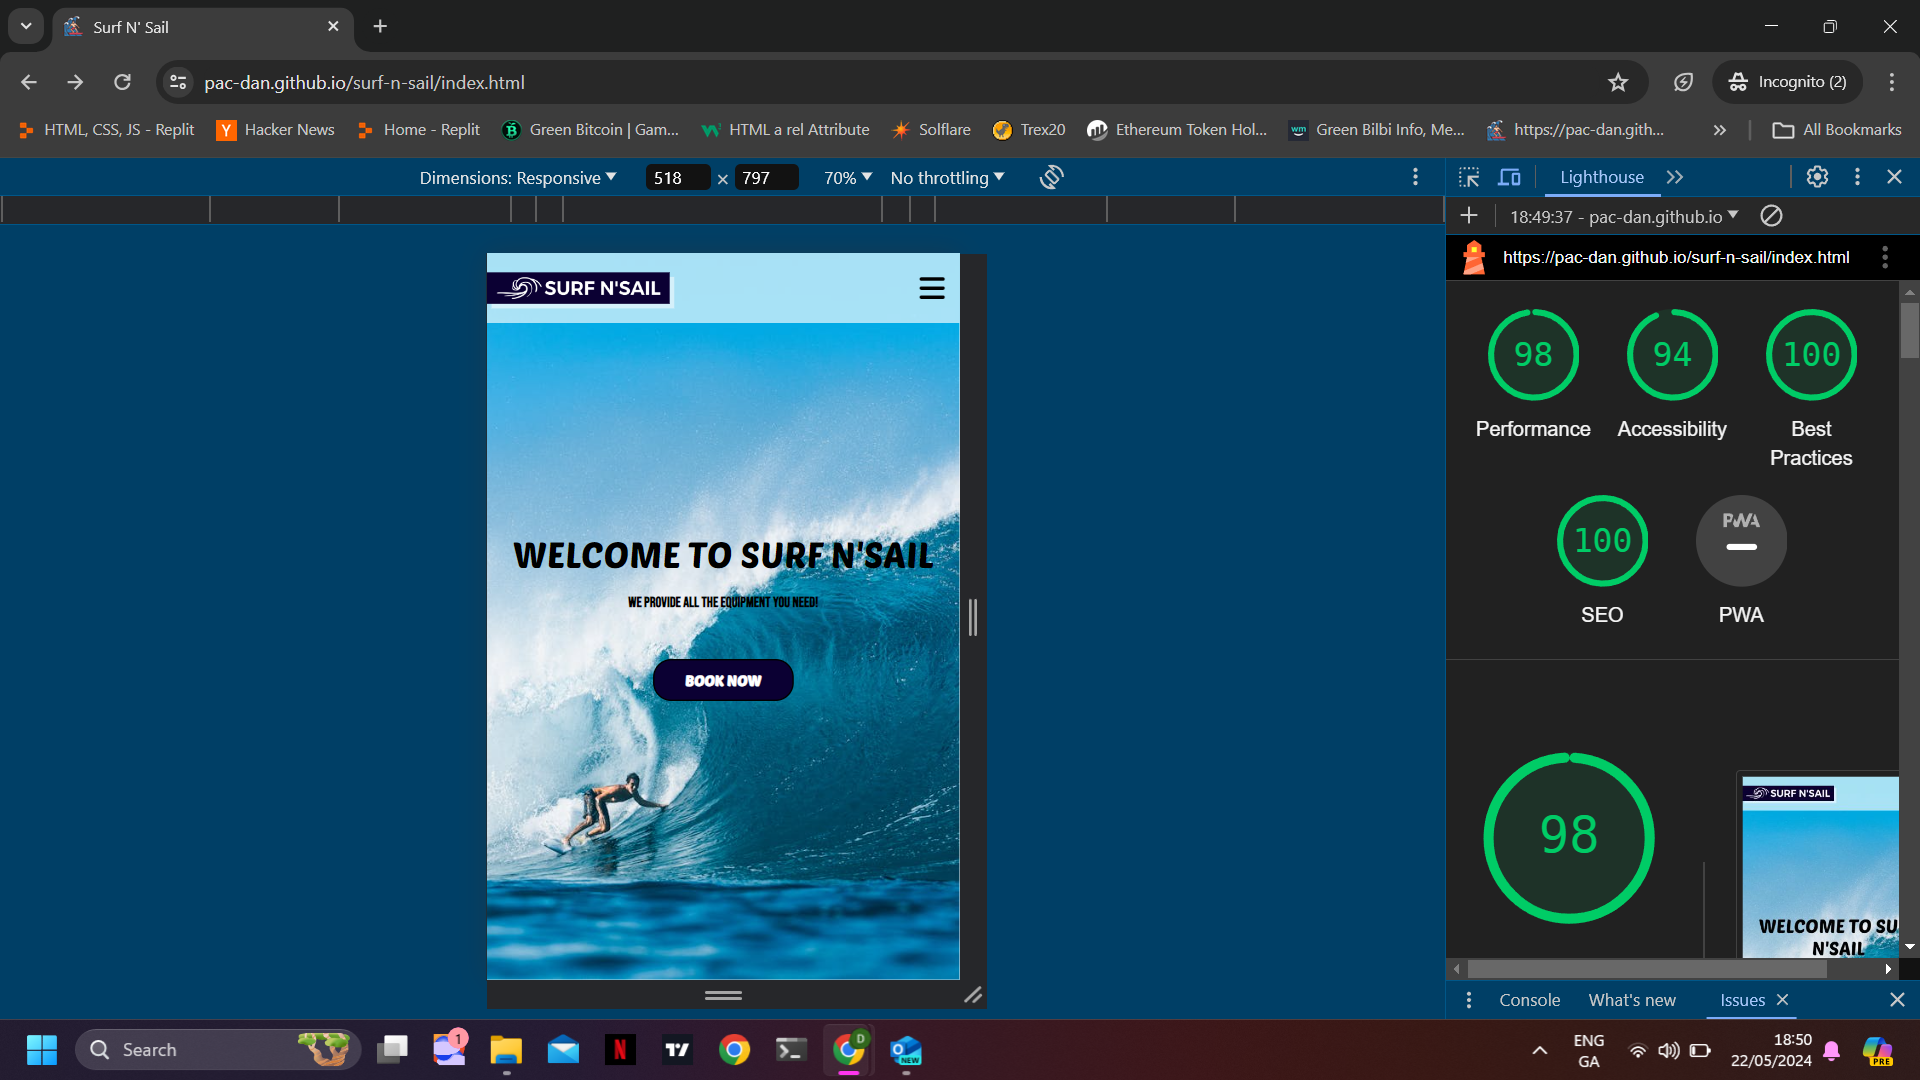 Surf N' Sail
pac-dan.github.io/surf-n-sail/index.html
Incognito (2)
HTML, CSS, JS - Replit
Hacker News
Home - Replit
Green Bitcoin | Gam...
HTML a rel Attribute
Solflare
Trex20
Ethereum Token Hol...
Green Bilbi Info, Me...
https://pac-dan.gith...
All Bookmarks
Dimensions: Responsive
518 × 797
70%
No throttling
Lighthouse
18:49:37 - pac-dan.github.io
https://pac-dan.github.io/surf-n-sail/index.html
SURF N'SAIL
WELCOME TO SURF N'SAIL
WE PROVIDE ALL THE EQUIPMENT YOU NEED!
BOOK NOW
98
Performance
94
Accessibility
100
Best
Practices
100
SEO
PWA
PWA
98
SURF N'SAIL
WELCOME TO SU
N'SAIL
Console
What's new
Issues
Search
1
NEW
ENG
GA
18:50
22/05/2024
PRE